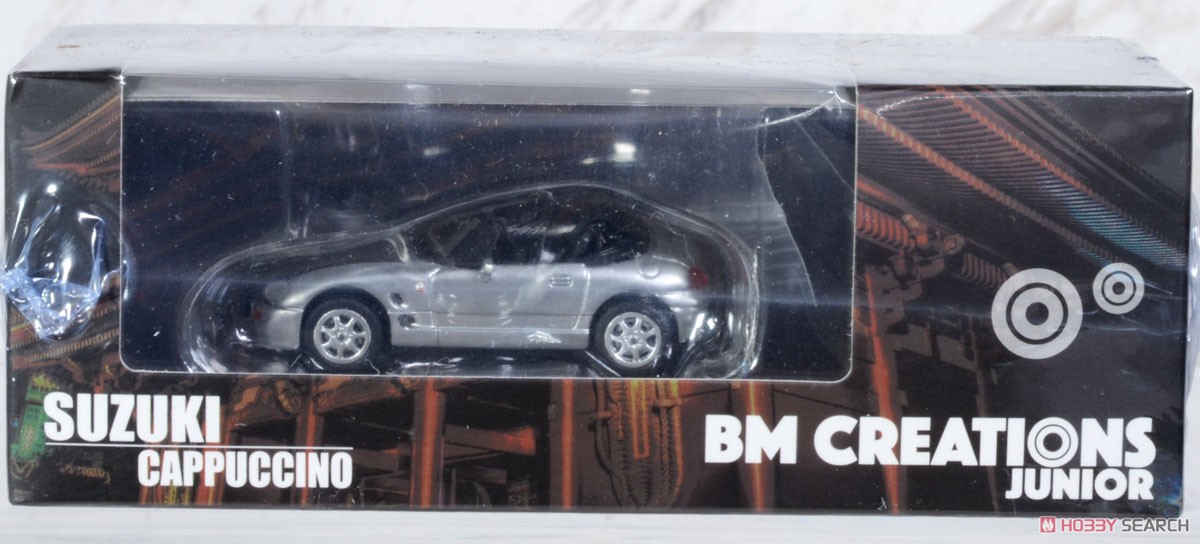 SUZUKI
CAPPUCCINO
BM CREATIONS
JUNIOR
HOBBY SEARCH